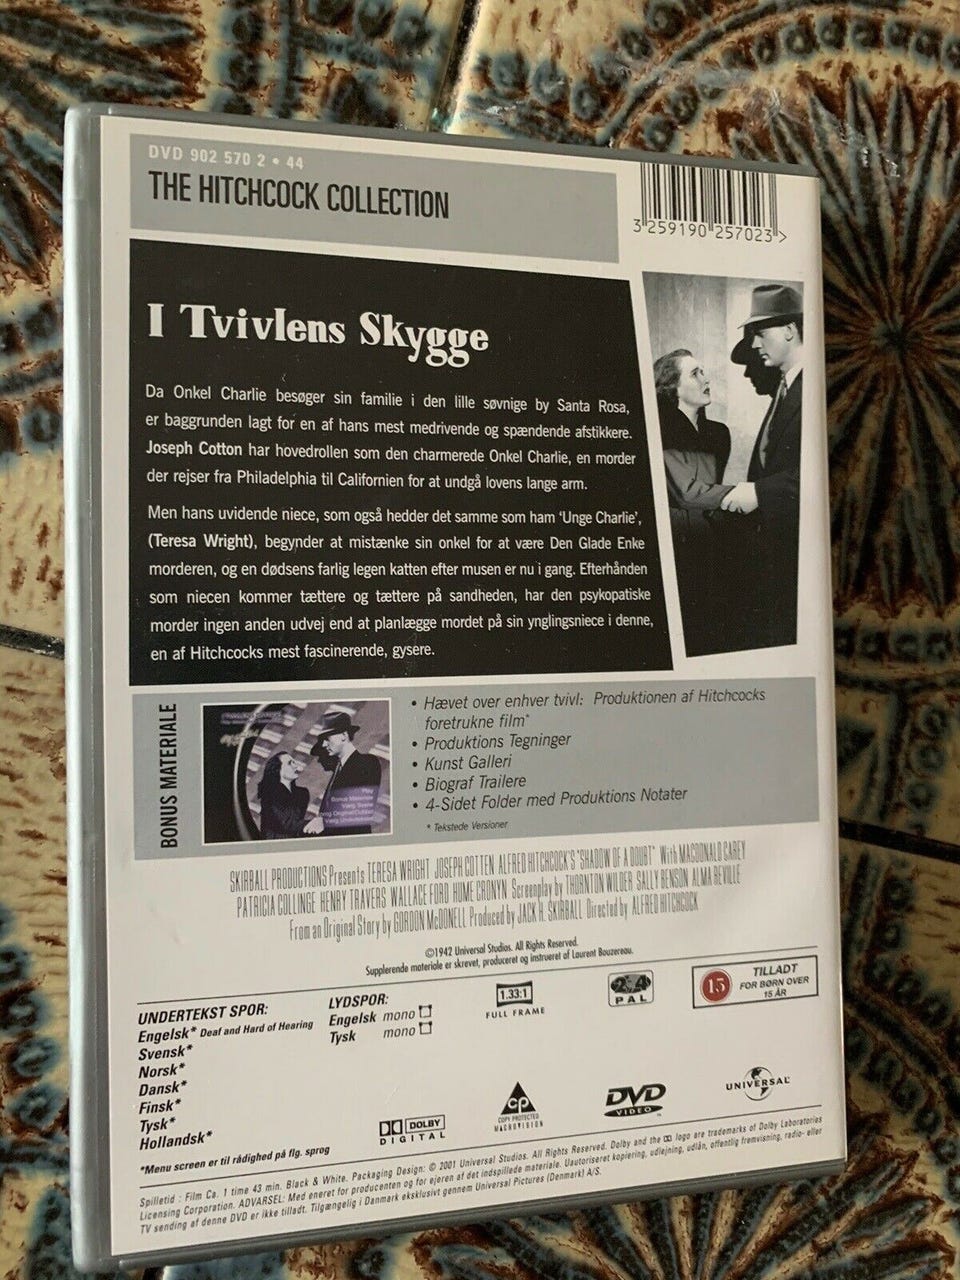 DVD 902 570 2 • 44
THE HITCHCOCK COLLECTION
3 259190 257023 >
I Tvivlens Skygge
Da Onkel Charlie besøger sin familie i den lille søvnige by Santa Rosa,
er baggrunden lagt for en af hans mest medrivende og spændende afstikkere.
Joseph Cotton har hovedrollen som den charmerede Onkel Charlie, en morder
der rejser fra Philadelphia til Californien for at undgå lovens lange arm.
Men hans uvidende niece, som også hedder det samme som ham 'Unge Charlie',
(Teresa Wright), begynder at mistænke sin onkel for at være Den Glade Enke
morderen, og en dødsens farlig legen katten efter musen er nu i gang. Efterhånden
som niecen kommer tættere og tættere på sandheden, har den psykopatiske
morder ingen anden udvej end at planlægge mordet på sin ynglingsniece i denne,
en af Hitchcocks mest fascinerende, gysere.
BONUS MATERIALE
Play
Bonus Materiale
Vælg Scene
• Hævet over enhver tvivl: Produktionen af Hitchcocks
foretrukne film*
• Produktions Tegninger
• Kunst Galleri
• Biograf Trailere
• 4-Sidet Folder med Produktions Notater
* Tekstede Versioner
SKIRBALL PRODUCTIONS Presents TERESA WRIGHT JOSEPH COTTEN ALFRED HITCHCOCK'S "SHADOW OF A DOUBT" With MACDONALD CAREY
PATRICIA COLLINGE HENRY TRAVERS WALLACE FORD HUME CRONYN Screenplay by THORNTON WILDER SALLY BENSON ALMA REVILLE
From an Original Story by GORDON McDONELL Produced by JACK H. SKIRBALL Directed by ALFRED HITCHCOCK
©1942 Universal Studios. All Rights Reserved.
Supplerende materiale er skrevet, produceret og instrueret af Laurent Bouzereau.
UNDERTEKST SPOR:
Engelsk* Deaf and Hard of Hearing
Svensk*
Norsk*
Dansk*
Finsk*
Tysk*
Hollandsk*
*Menu screen er til rådighed på flg. sprog
LYDSPOR:
Engelsk mono
Tysk mono
1.33:1
FULL FRAME
2 4
PAL
15
TILLADT
FOR BØRN OVER
15 ÅR
DOLBY
DIGITAL
CP
COPY PROTECTED
MACROVISION
DVD
VIDEO
UNIVERSAL
Spilletid : Film Ca. 1 time 43 min. Black & White. Packaging Design: © 2001 Universal Studios. All Rights Reserved. Dolby and the logo are trademarks of Dolby Laboratories
Licensing Corporation. ADVARSEL: Med eneret for producenten og for ejeren af det indspillede materiale. Uautoriseret kopiering, udlejning, udlån, offentlig fremvisning, radio- eller
TV sending af denne DVD er ikke tilladt. Tilgængelig i Danmark eksklusivt gennem Universal Pictures (Denmark) A/S.